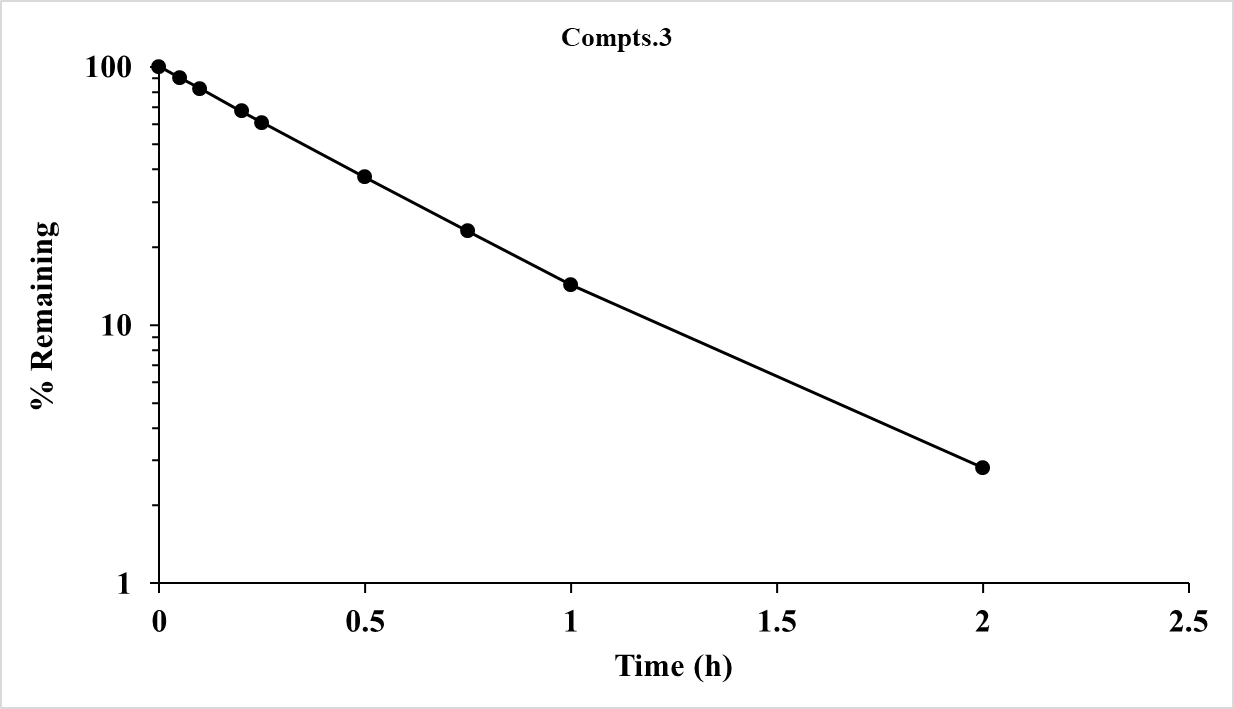 Compts.3
100
10
1
% Remaining
0 0.5 1 1.5 2 2.5
Time (h)